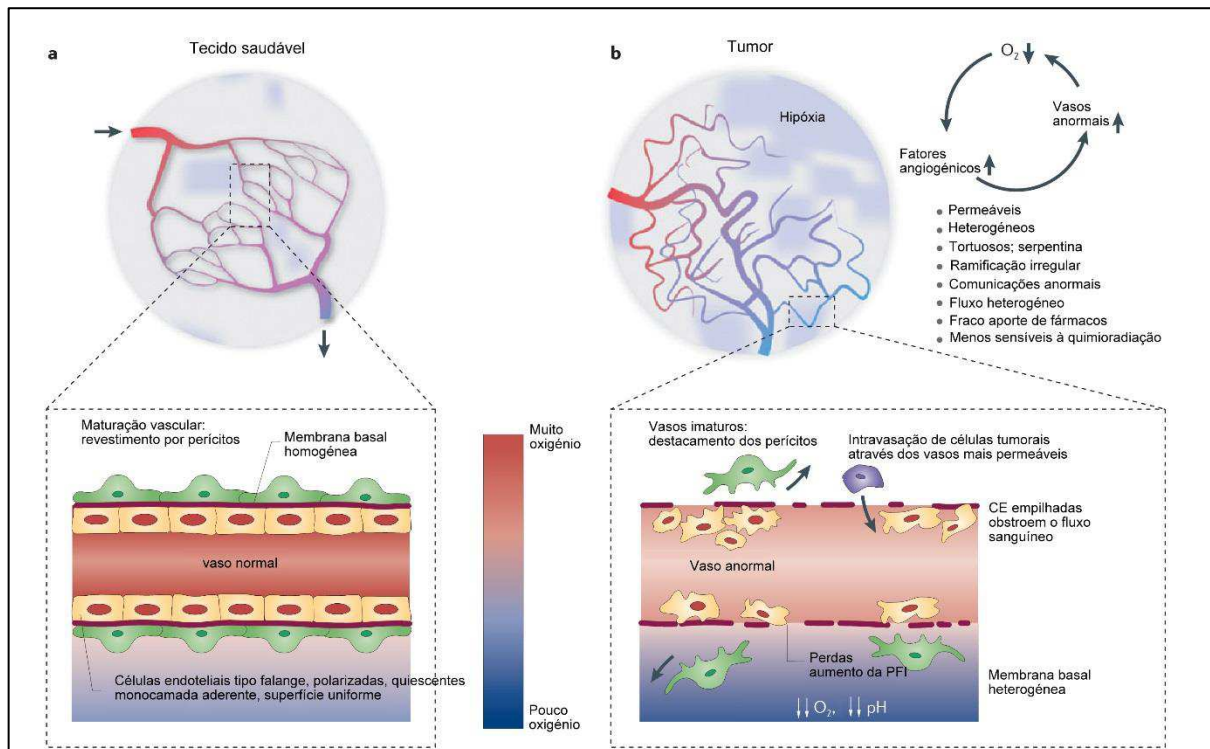 a
Tecido saudável
Maturação vascular:
revestimento por perícitos
Membrana basal
homogénea
vaso normal
Células endoteliais tipo falange, polarizadas, quiescentes
monocamada aderente, superfície uniforme
Muito
oxigénio
Pouco
oxigénio
b
Tumor
Hipóxia
O₂
Vasos
anormais
Fatores
angiogénicos
• Permeáveis
• Heterogéneos
• Tortuosos; serpentina
• Ramificação irregular
• Comunicações anormais
• Fluxo heterogéneo
• Fraco aporte de fármacos
• Menos sensíveis à quimioradiação
Vasos imaturos:
destacamento dos perícitos
Intravasação de células tumorais
através dos vasos mais permeáveis
CE empilhadas
obstroem o fluxo
sanguíneo
Vaso anormal
Perdas
aumento da PFI
Membrana basal
heterogénea
↓↓ O₂, ↓↓ pH